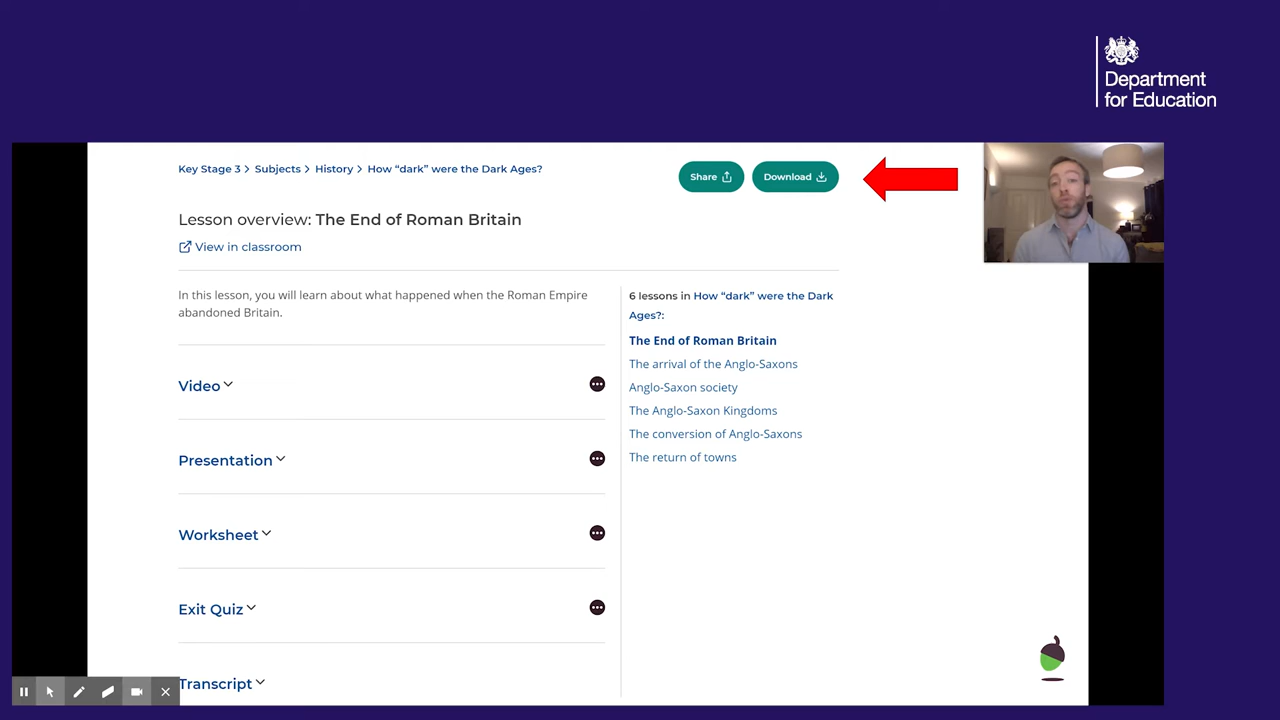 Department
for Education
Key Stage 3 > Subjects > History > How “dark” were the Dark Ages?
Share
Download
Lesson overview: The End of Roman Britain
View in classroom
In this lesson, you will learn about what happened when the Roman Empire
abandoned Britain.
Video
Presentation
Worksheet
Exit Quiz
Transcript
6 lessons in How “dark” were the Dark
Ages?:
The End of Roman Britain
The arrival of the Anglo-Saxons
Anglo-Saxon society
The Anglo-Saxon Kingdoms
The conversion of Anglo-Saxons
The return of towns